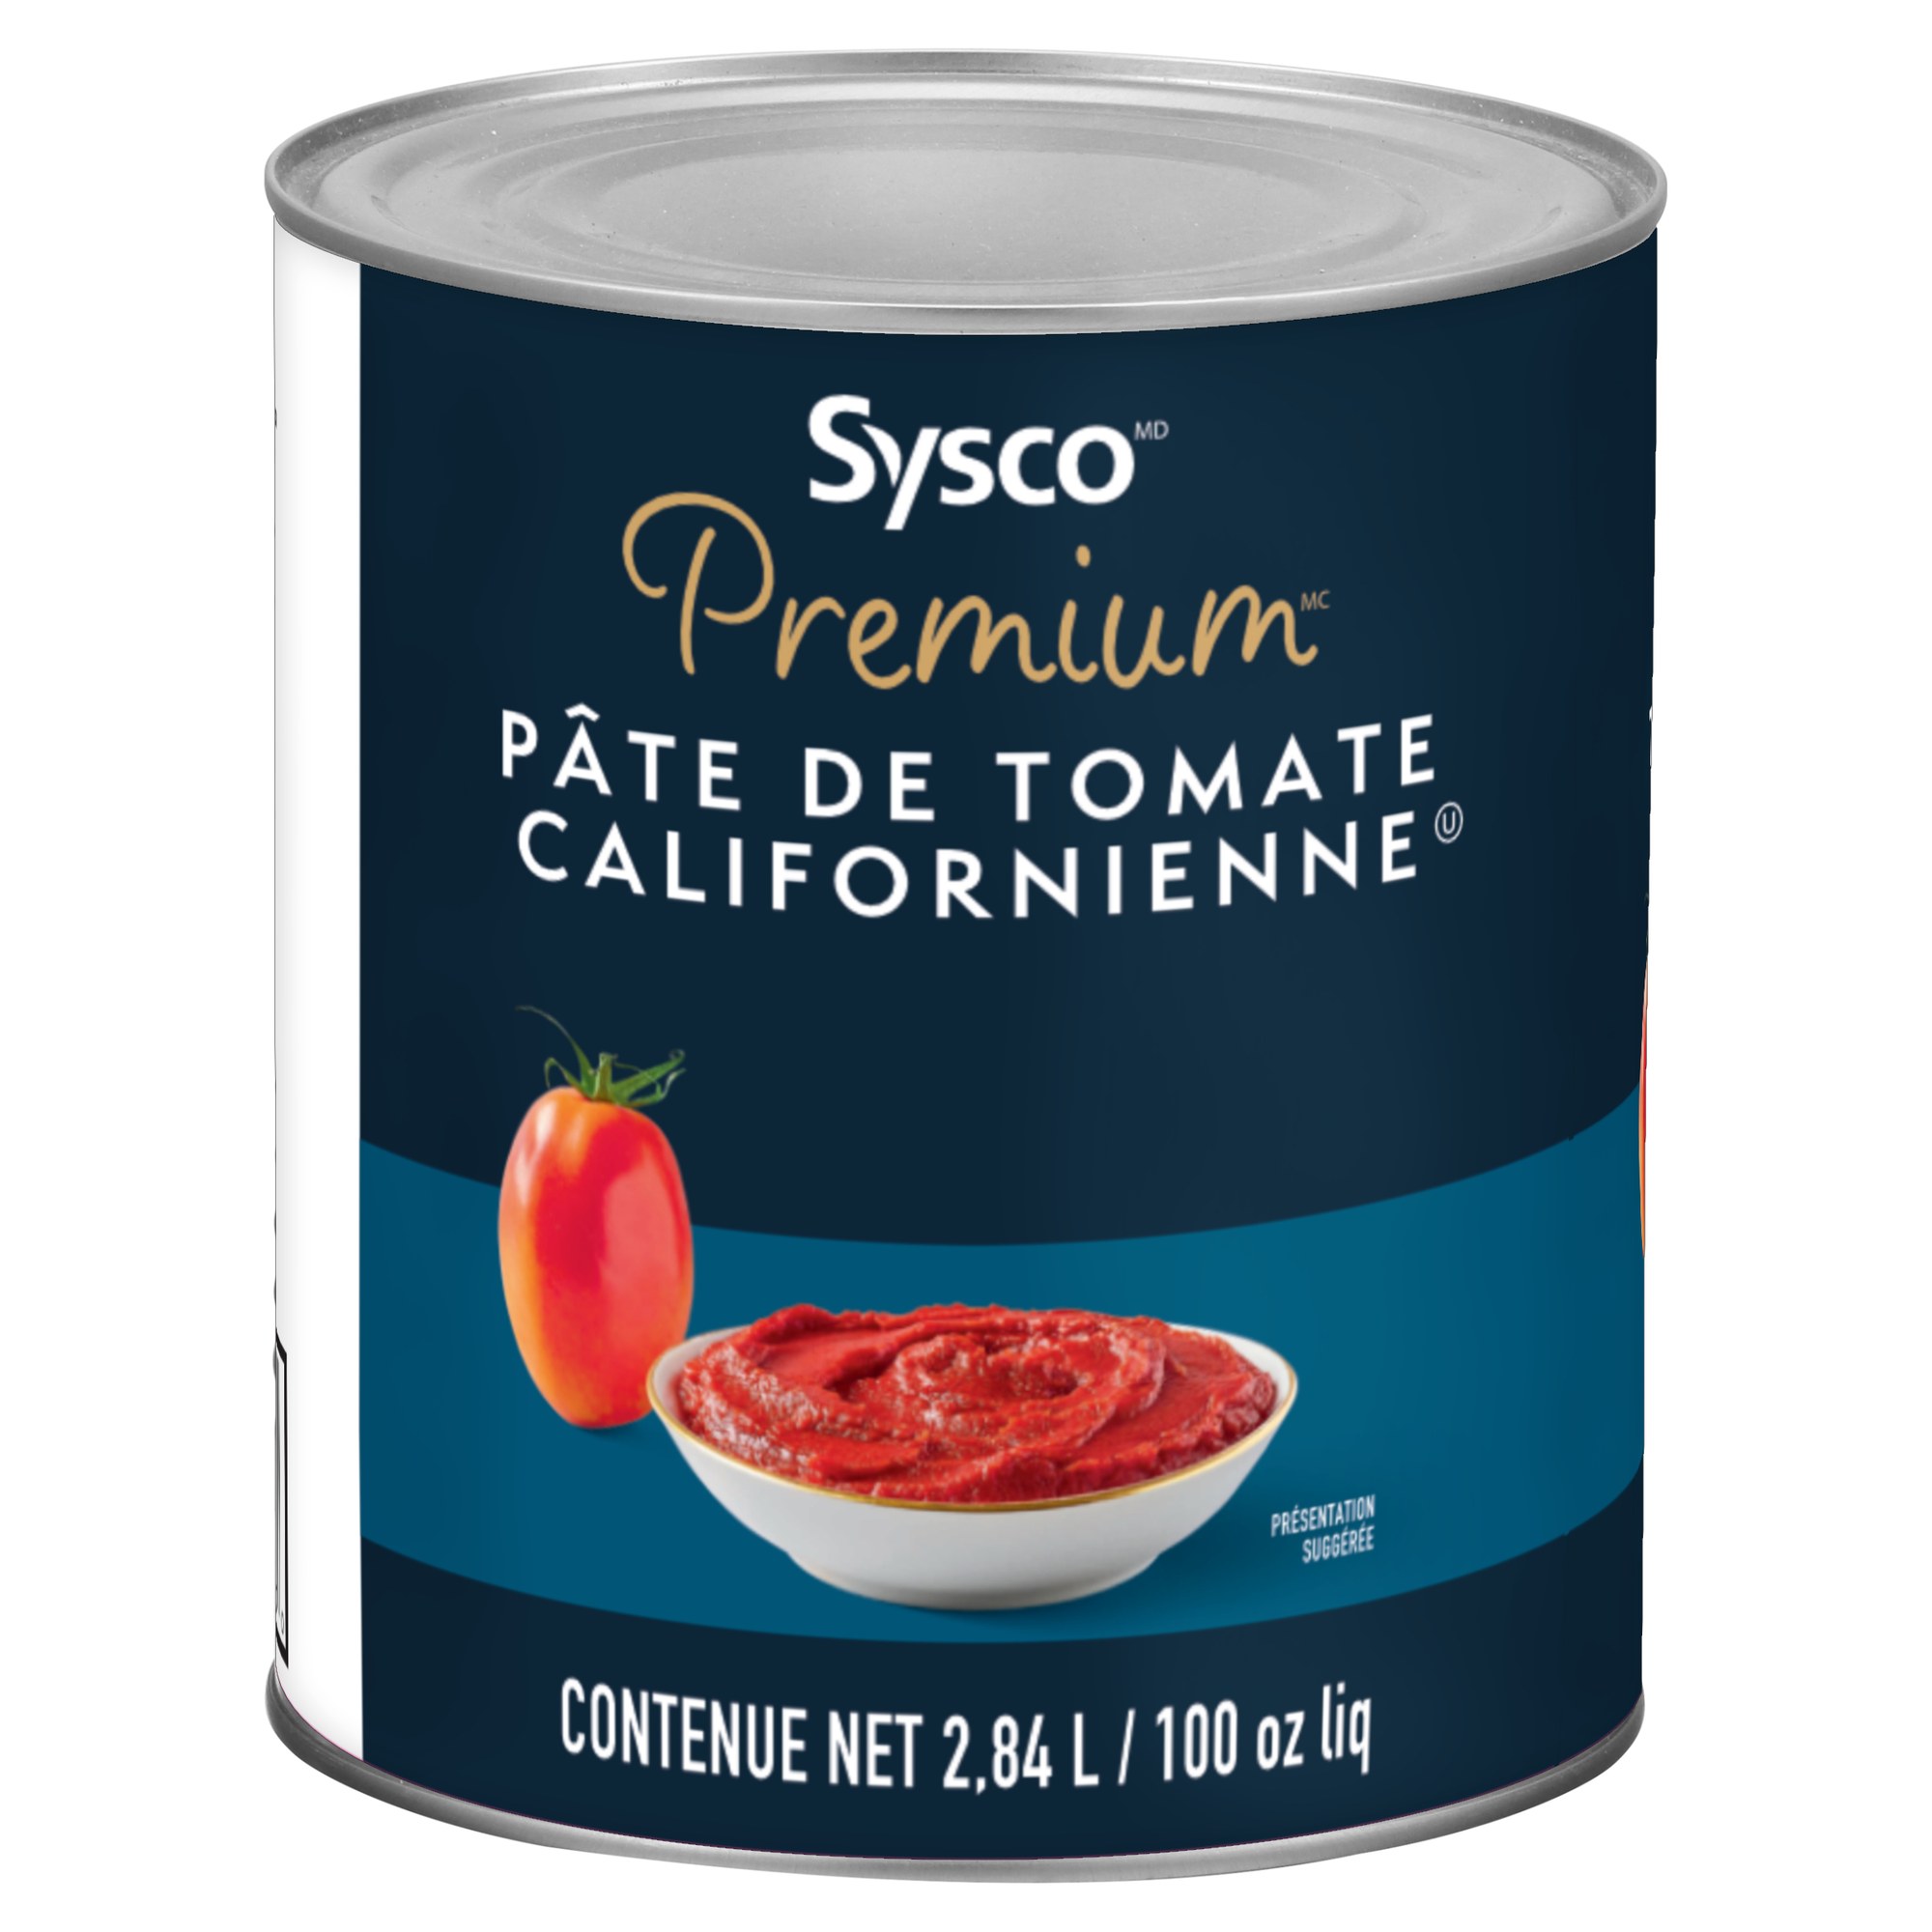 Sysco MD
Premium MC
PÂTE DE TOMATE
CALIFORNIENNE U
PRÉSENTATION
SUGGÉRÉE
CONTENUE NET 2,84 L / 100 oz liq